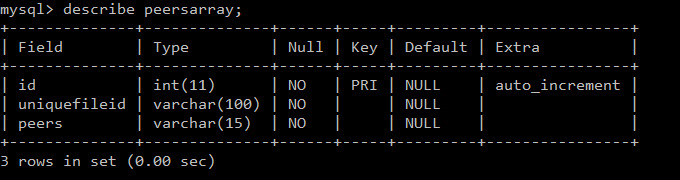 mysql> describe peersarray;
+--------------+--------------+------+-----+---------+----------------+
| Field        | Type         | Null | Key | Default | Extra          |
+--------------+--------------+------+-----+---------+----------------+
| id           | int(11)      | NO   | PRI | NULL    | auto_increment |
| uniquefileid | varchar(100) | NO   |     | NULL    |                |
| peers        | varchar(15)  | NO   |     | NULL    |                |
+--------------+--------------+------+-----+---------+----------------+
3 rows in set (0.00 sec)